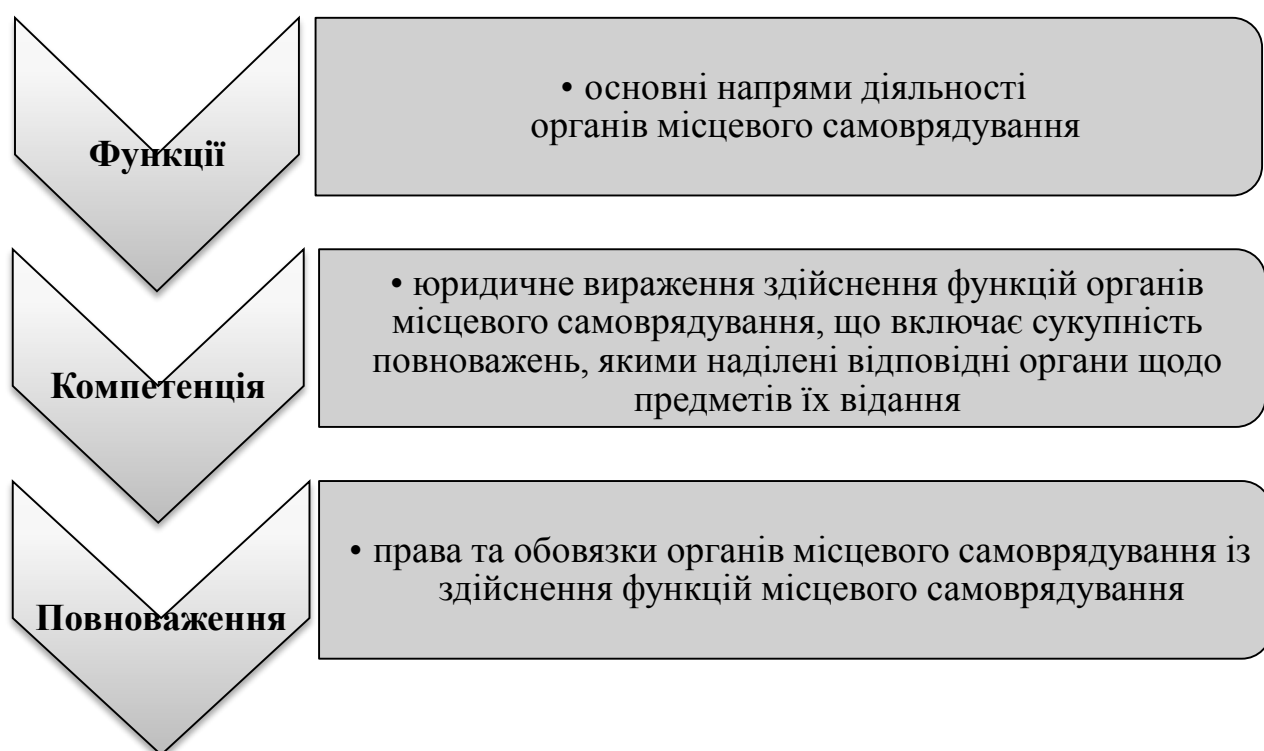 Функції
• основні напрями діяльності
органів місцевого самоврядування
Компетенція
• юридичне вираження здійснення функцій органів
місцевого самоврядування, що включає сукупність
повноважень, якими наділені відповідні органи щодо
предметів їх відання
Повноваження
• права та обовязки органів місцевого самоврядування із
здійснення функцій місцевого самоврядування